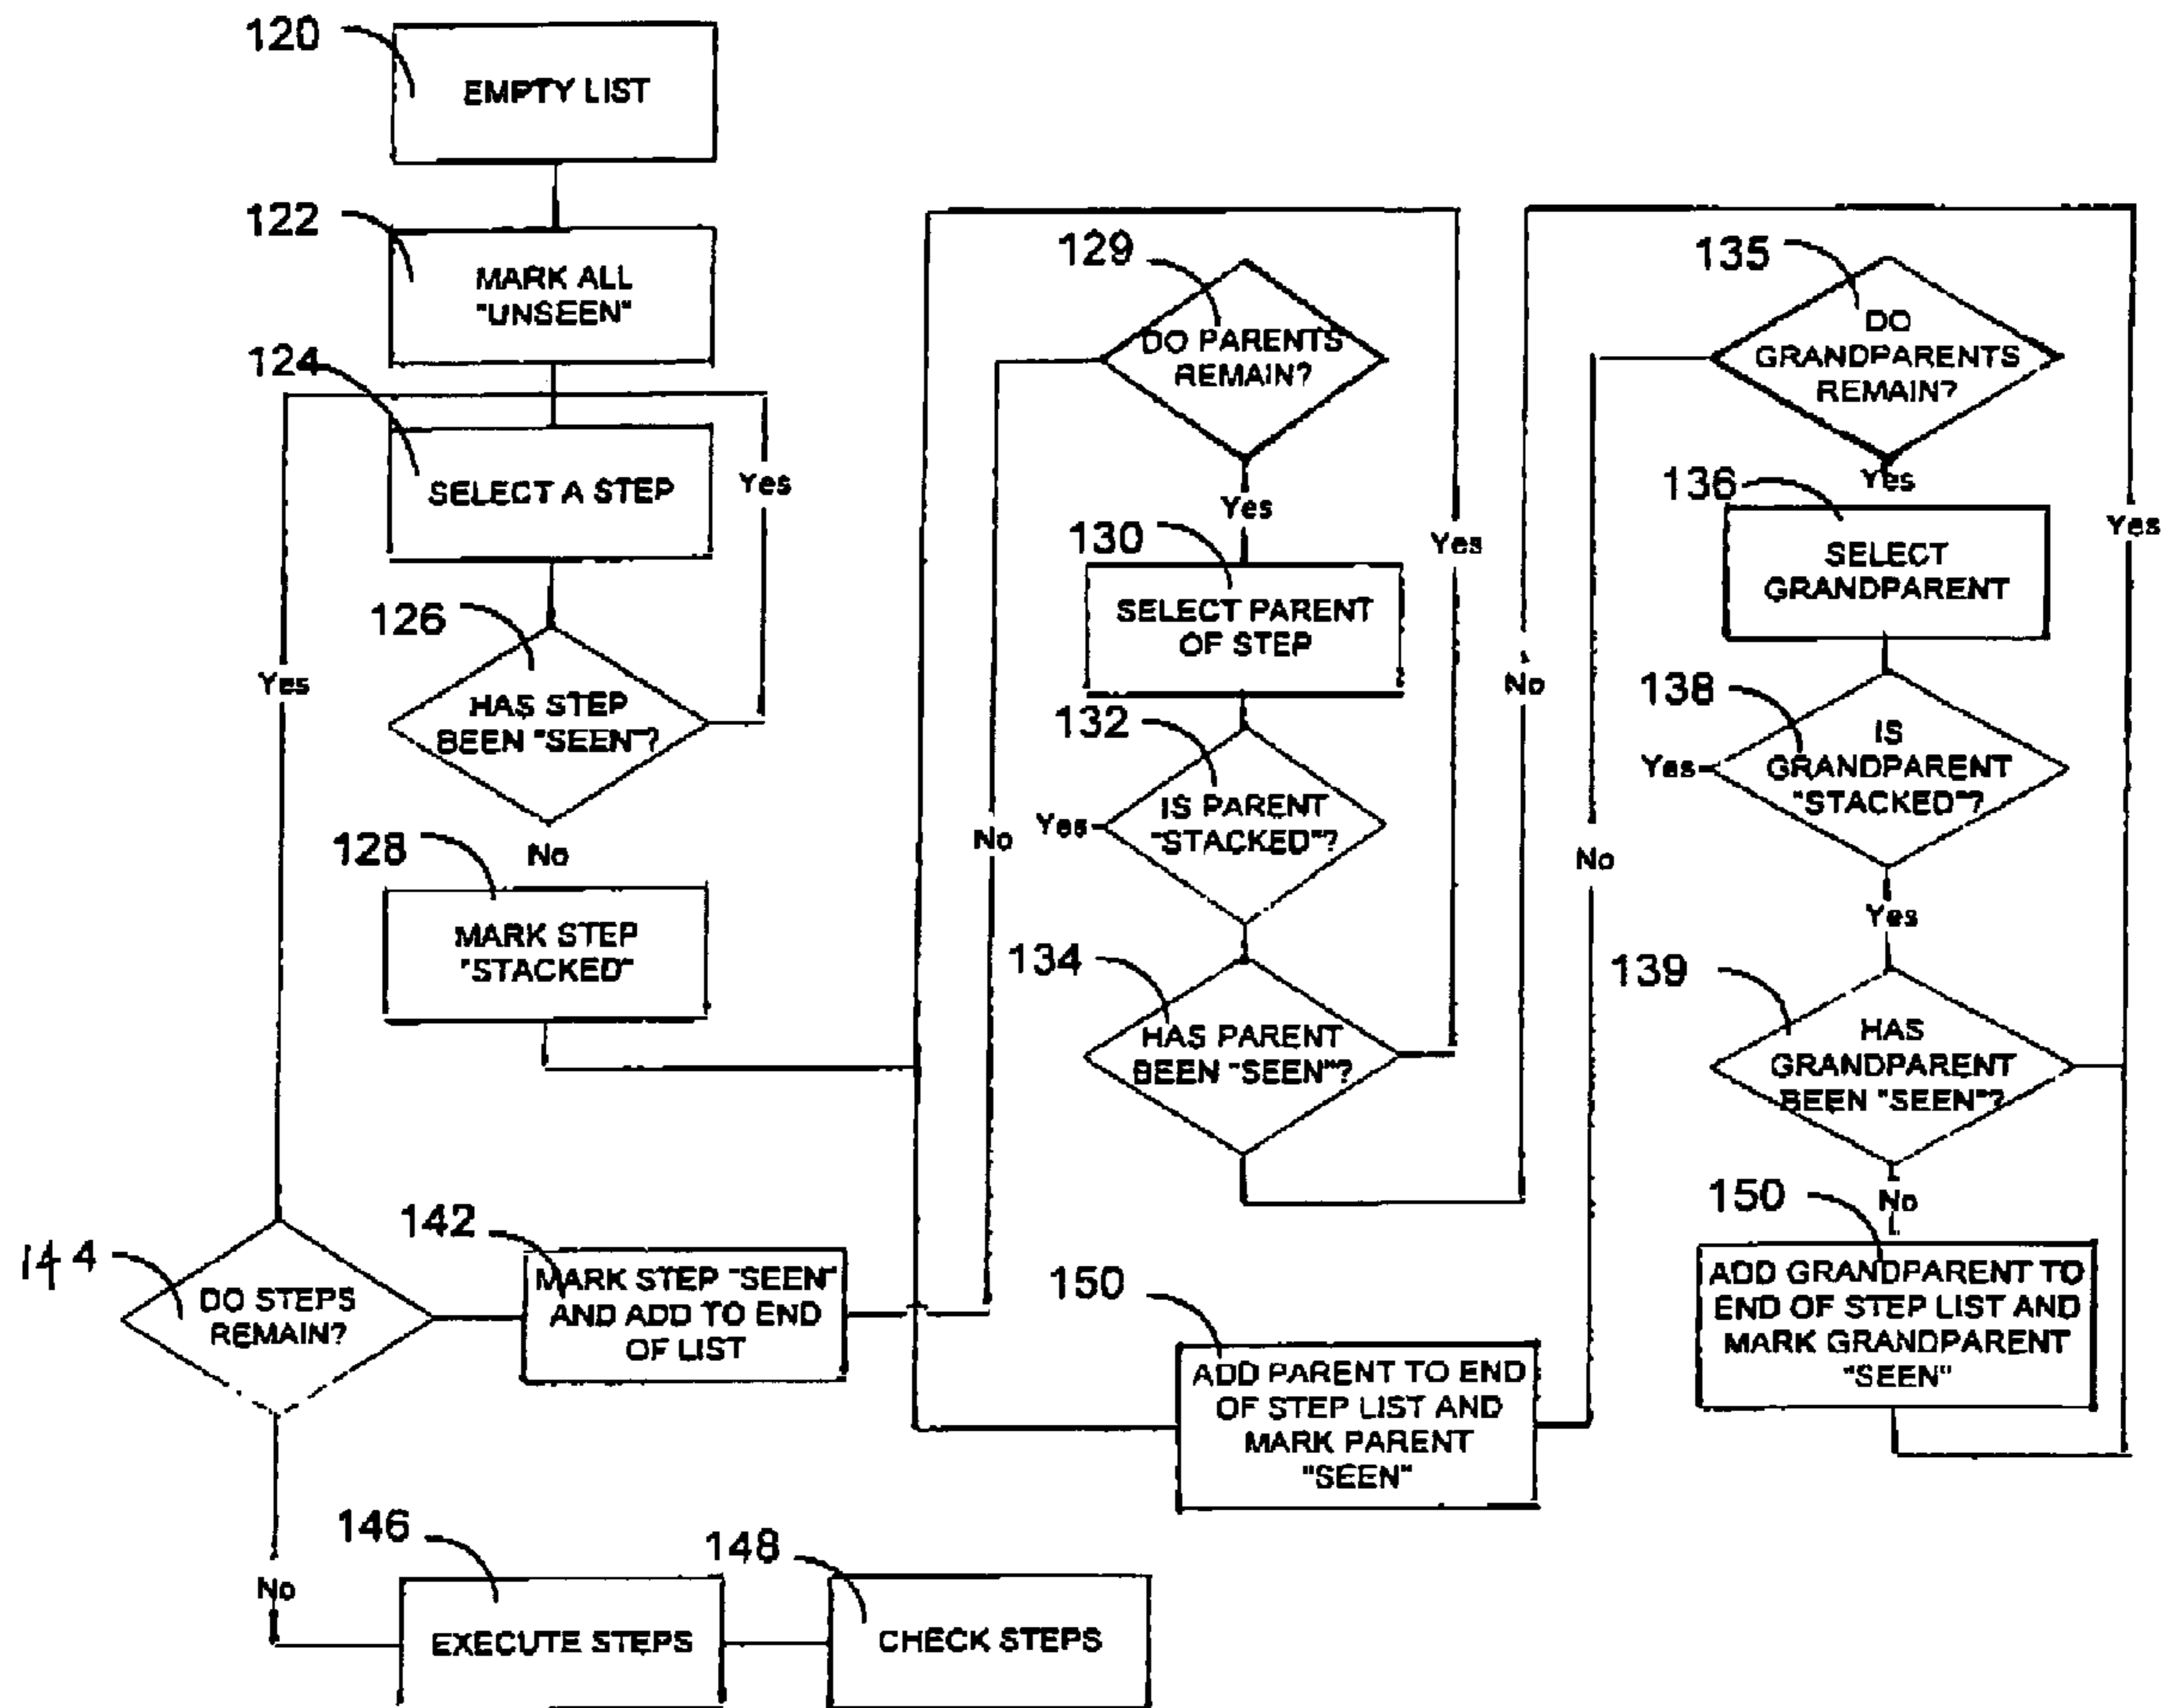 120
EMPTY LIST
122
MARK ALL
"UNSEEN"
124
SELECT A STEP
Yes
126
HAS STEP
BEEN "SEEN"?
Yes
No
128
MARK STEP
"STACKED"
129
DO PARENTS
REMAIN?
Yes
130
SELECT PARENT
OF STEP
Yes
132
IS PARENT
"STACKED"?
Yes
No
134
HAS PARENT
BEEN "SEEN"?
No
135
DO
GRANDPARENTS
REMAIN?
Yes
136
SELECT
GRANDPARENT
Yes
138
IS
GRANDPARENT
"STACKED"?
Yes
No
Yes
139
HAS
GRANDPARENT
BEEN "SEEN"?
No
150
ADD GRANDPARENT TO
END OF STEP LIST AND
MARK GRANDPARENT
"SEEN"
144
DO STEPS
REMAIN?
142
MARK STEP "SEEN"
AND ADD TO END
OF LIST
150
ADD PARENT TO END
OF STEP LIST AND
MARK PARENT
"SEEN"
No
146
EXECUTE STEPS
148
CHECK STEPS